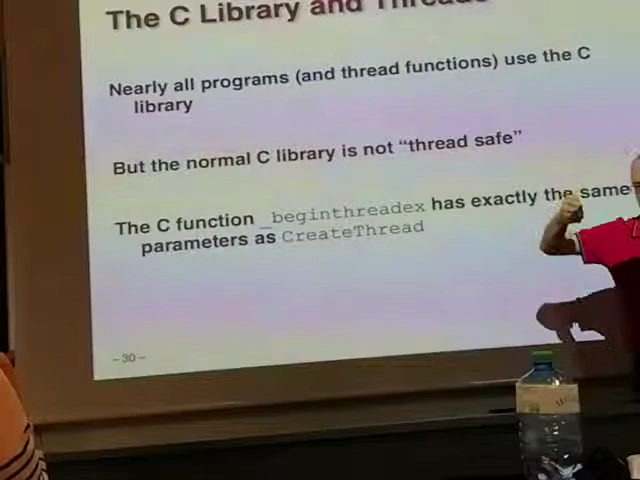 The C Library and Threads
Nearly all programs (and thread functions) use the C
library
But the normal C library is not “thread safe”
The C function _beginthreadex has exactly the same
parameters as CreateThread
– 30 –